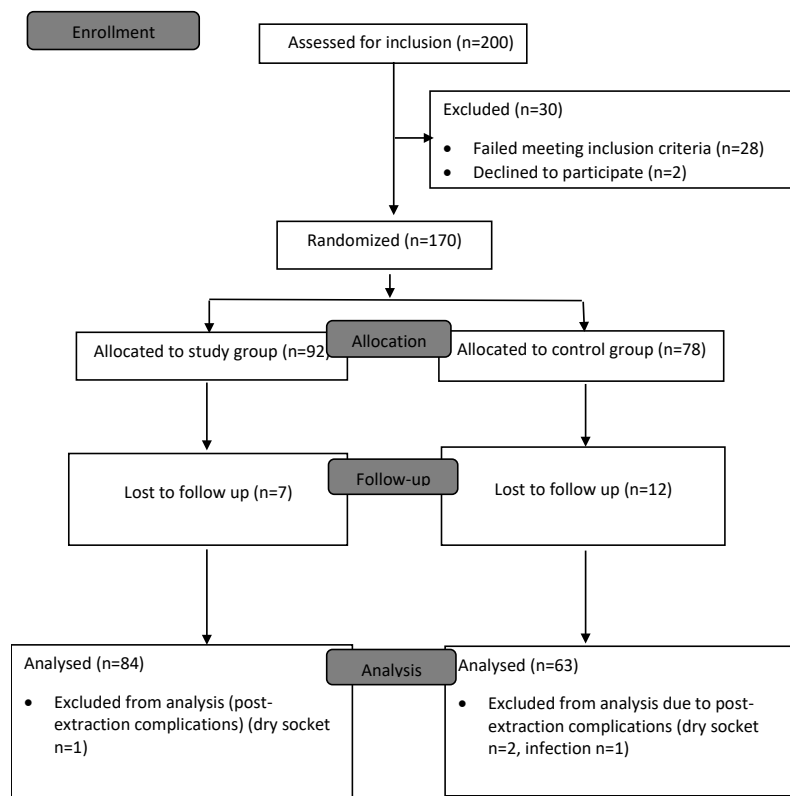 Enrollment
Assessed for inclusion (n=200)
Excluded (n=30)
• Failed meeting inclusion criteria (n=28)
• Declined to participate (n=2)
Randomized (n=170)
Allocation
Allocated to study group (n=92)
Allocated to control group (n=78)
Follow-up
Lost to follow up (n=7)
Lost to follow up (n=12)
Analysis
Analysed (n=84)
• Excluded from analysis (post-
extraction complications) (dry socket
n=1)
Analysed (n=63)
• Excluded from analysis due to post-
extraction complications (dry socket
n=2, infection n=1)